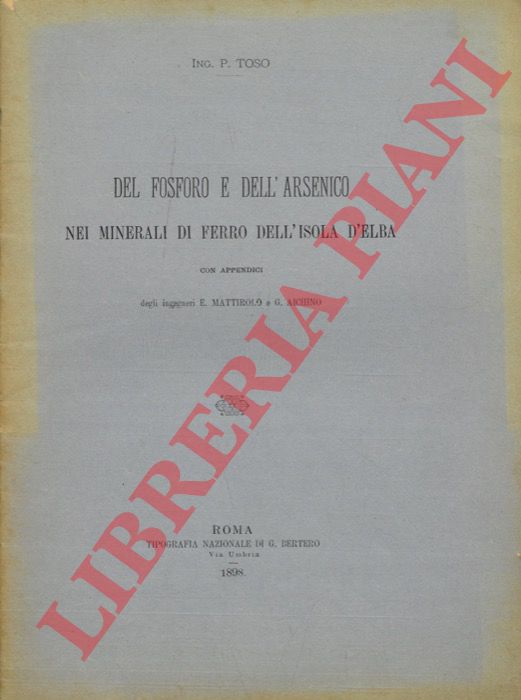 ING. P. TOSO
DEL FOSFORO E DELL'ARSENICO
NEI MINERALI DI FERRO DELL'ISOLA D'ELBA
CON APPENDICI
degli ingegneri E. MATTIROLO e G. AICHINO
ROMA
TIPOGRAFIA NAZIONALE DI G. BERTERO
Via Umbria
1898.
LIBRERIA PIANI